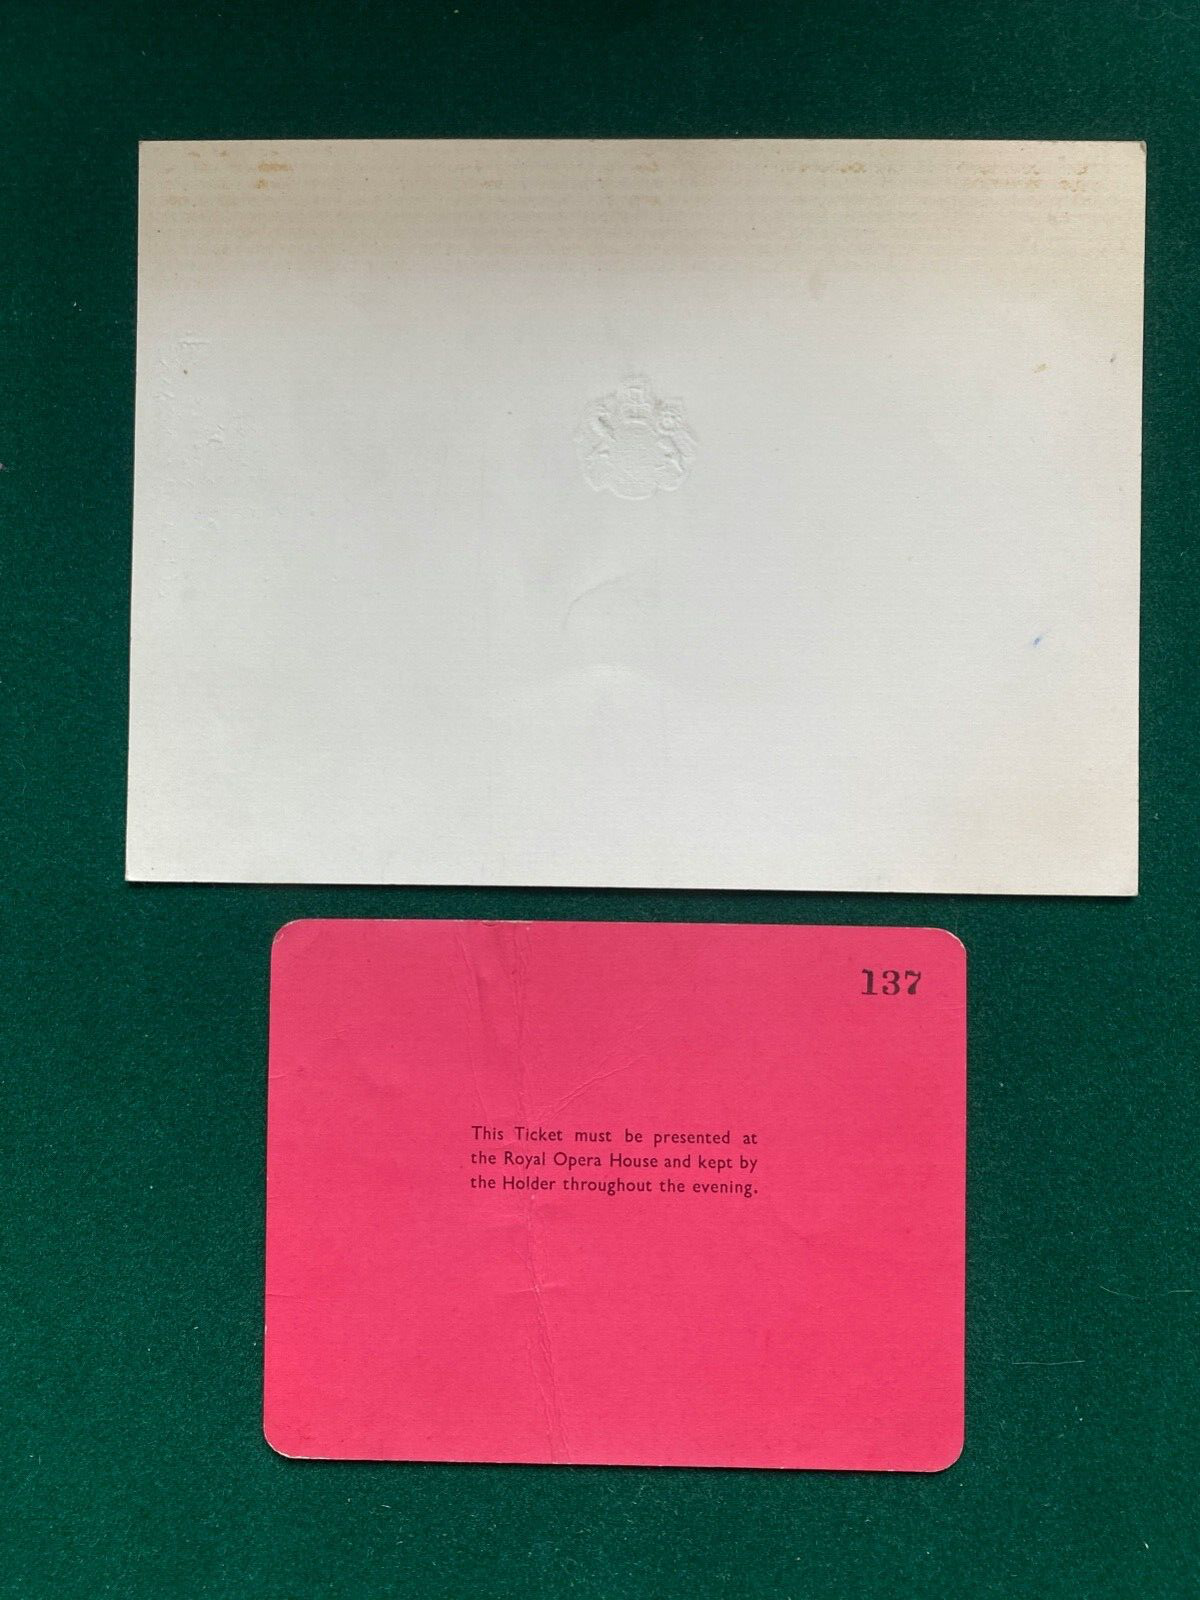 137
This Ticket must be presented at
the Royal Opera House and kept by
the Holder throughout the evening.